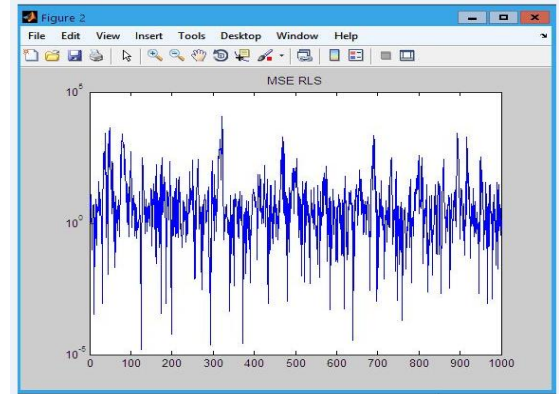 Figure 2
File Edit View Insert Tools Desktop Window Help
MSE RLS
10^5
10^0
10^-5
0 100 200 300 400 500 600 700 800 900 1000